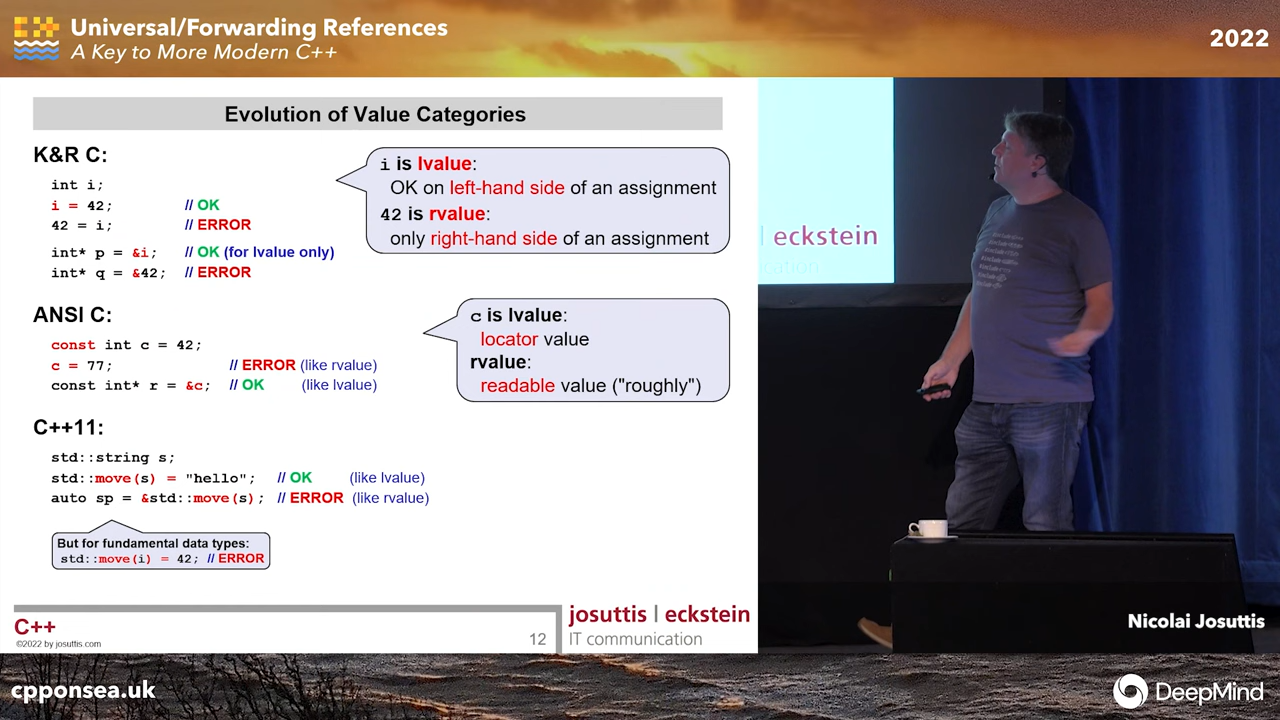 Universal/Forwarding References
A Key to More Modern C++
2022
Evolution of Value Categories
K&R C:
int i;
i = 42; // OK
42 = i; // ERROR
int* p = &i; // OK (for lvalue only)
int* q = &42; // ERROR
i is lvalue:
OK on left-hand side of an assignment
42 is rvalue:
only right-hand side of an assignment
ANSI C:
const int c = 42;
c = 77; // ERROR (like rvalue)
const int* r = &c; // OK (like lvalue)
c is lvalue:
locator value
rvalue:
readable value ("roughly")
C++11:
std::string s;
std::move(s) = "hello"; // OK (like lvalue)
auto sp = &std::move(s); // ERROR (like rvalue)
But for fundamental data types:
std::move(i) = 42; // ERROR
C++
©2022 by josuttis.com
12
josuttis | eckstein
IT communication
| eckstein
Nicolai Josuttis
cpponsea.uk
DeepMind